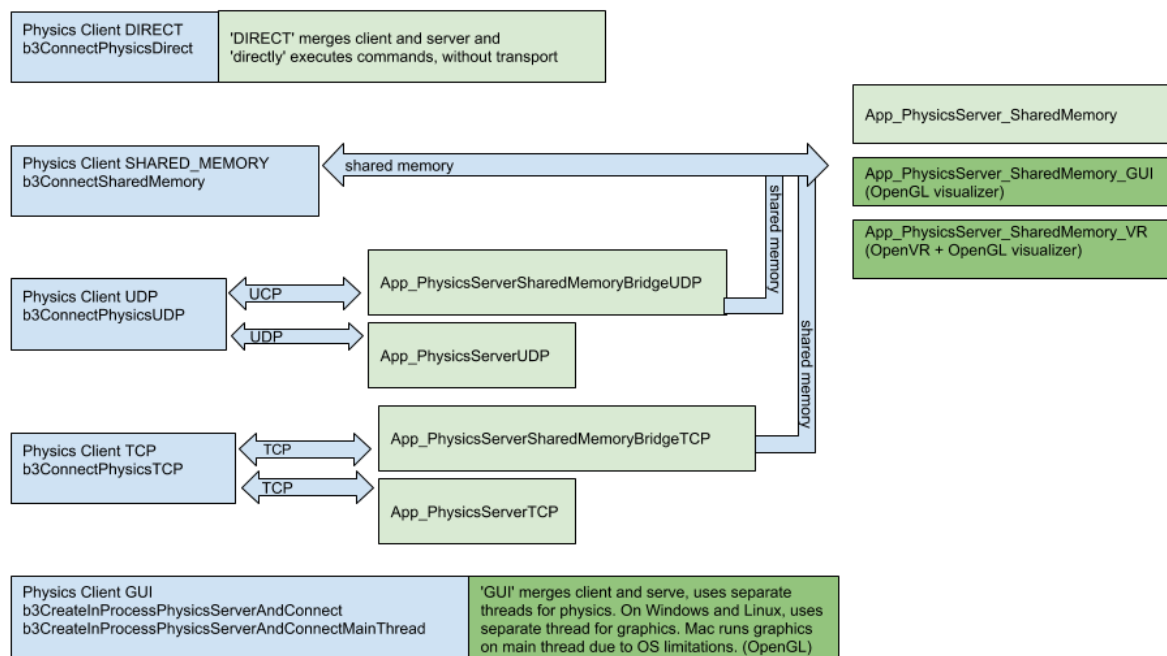 Physics Client DIRECT
b3ConnectPhysicsDirect
'DIRECT' merges client and server and
'directly' executes commands, without transport
App_PhysicsServer_SharedMemory
Physics Client SHARED_MEMORY
b3ConnectSharedMemory
shared memory
App_PhysicsServer_SharedMemory_GUI
(OpenGL visualizer)
App_PhysicsServer_SharedMemory_VR
(OpenVR + OpenGL visualizer)
shared memory
shared memory
Physics Client UDP
b3ConnectPhysicsUDP
UCP
UDP
App_PhysicsServerSharedMemoryBridgeUDP
App_PhysicsServerUDP
Physics Client TCP
b3ConnectPhysicsTCP
TCP
TCP
App_PhysicsServerSharedMemoryBridgeTCP
App_PhysicsServerTCP
Physics Client GUI
b3CreateInProcessPhysicsServerAndConnect
b3CreateInProcessPhysicsServerAndConnectMainThread
'GUI' merges client and serve, uses separate
threads for physics. On Windows and Linux, uses
separate thread for graphics. Mac runs graphics
on main thread due to OS limitations. (OpenGL)